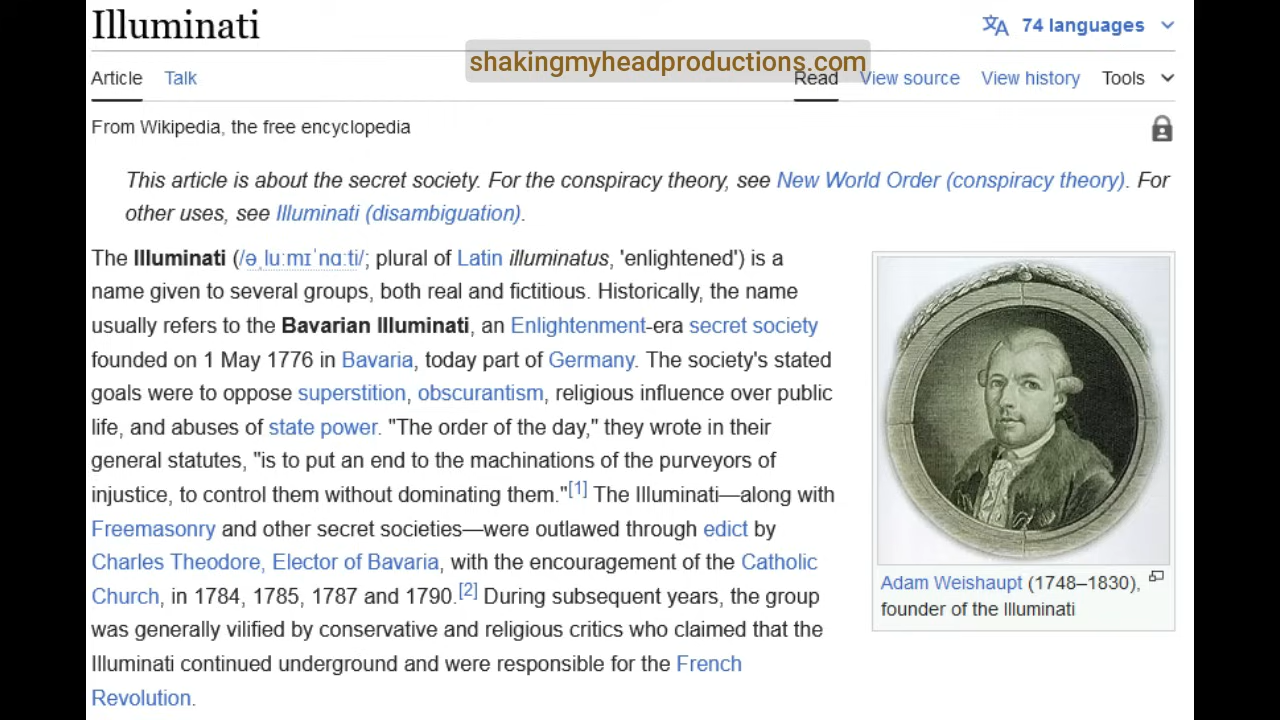 Illuminati
74 languages
shakingmyheadproductions.com
Article Talk Read View source View history Tools
From Wikipedia, the free encyclopedia
This article is about the secret society. For the conspiracy theory, see New World Order (conspiracy theory). For
other uses, see Illuminati (disambiguation).
The Illuminati (/əˌluːmɪˈnɑːti/; plural of Latin illuminatus, 'enlightened') is a
name given to several groups, both real and fictitious. Historically, the name
usually refers to the Bavarian Illuminati, an Enlightenment-era secret society
founded on 1 May 1776 in Bavaria, today part of Germany. The society's stated
goals were to oppose superstition, obscurantism, religious influence over public
life, and abuses of state power. "The order of the day," they wrote in their
general statutes, "is to put an end to the machinations of the purveyors of
injustice, to control them without dominating them."[1] The Illuminati—along with
Freemasonry and other secret societies—were outlawed through edict by
Charles Theodore, Elector of Bavaria, with the encouragement of the Catholic
Church, in 1784, 1785, 1787 and 1790.[2] During subsequent years, the group
was generally vilified by conservative and religious critics who claimed that the
Illuminati continued underground and were responsible for the French
Revolution.
Adam Weishaupt (1748–1830),
founder of the Illuminati